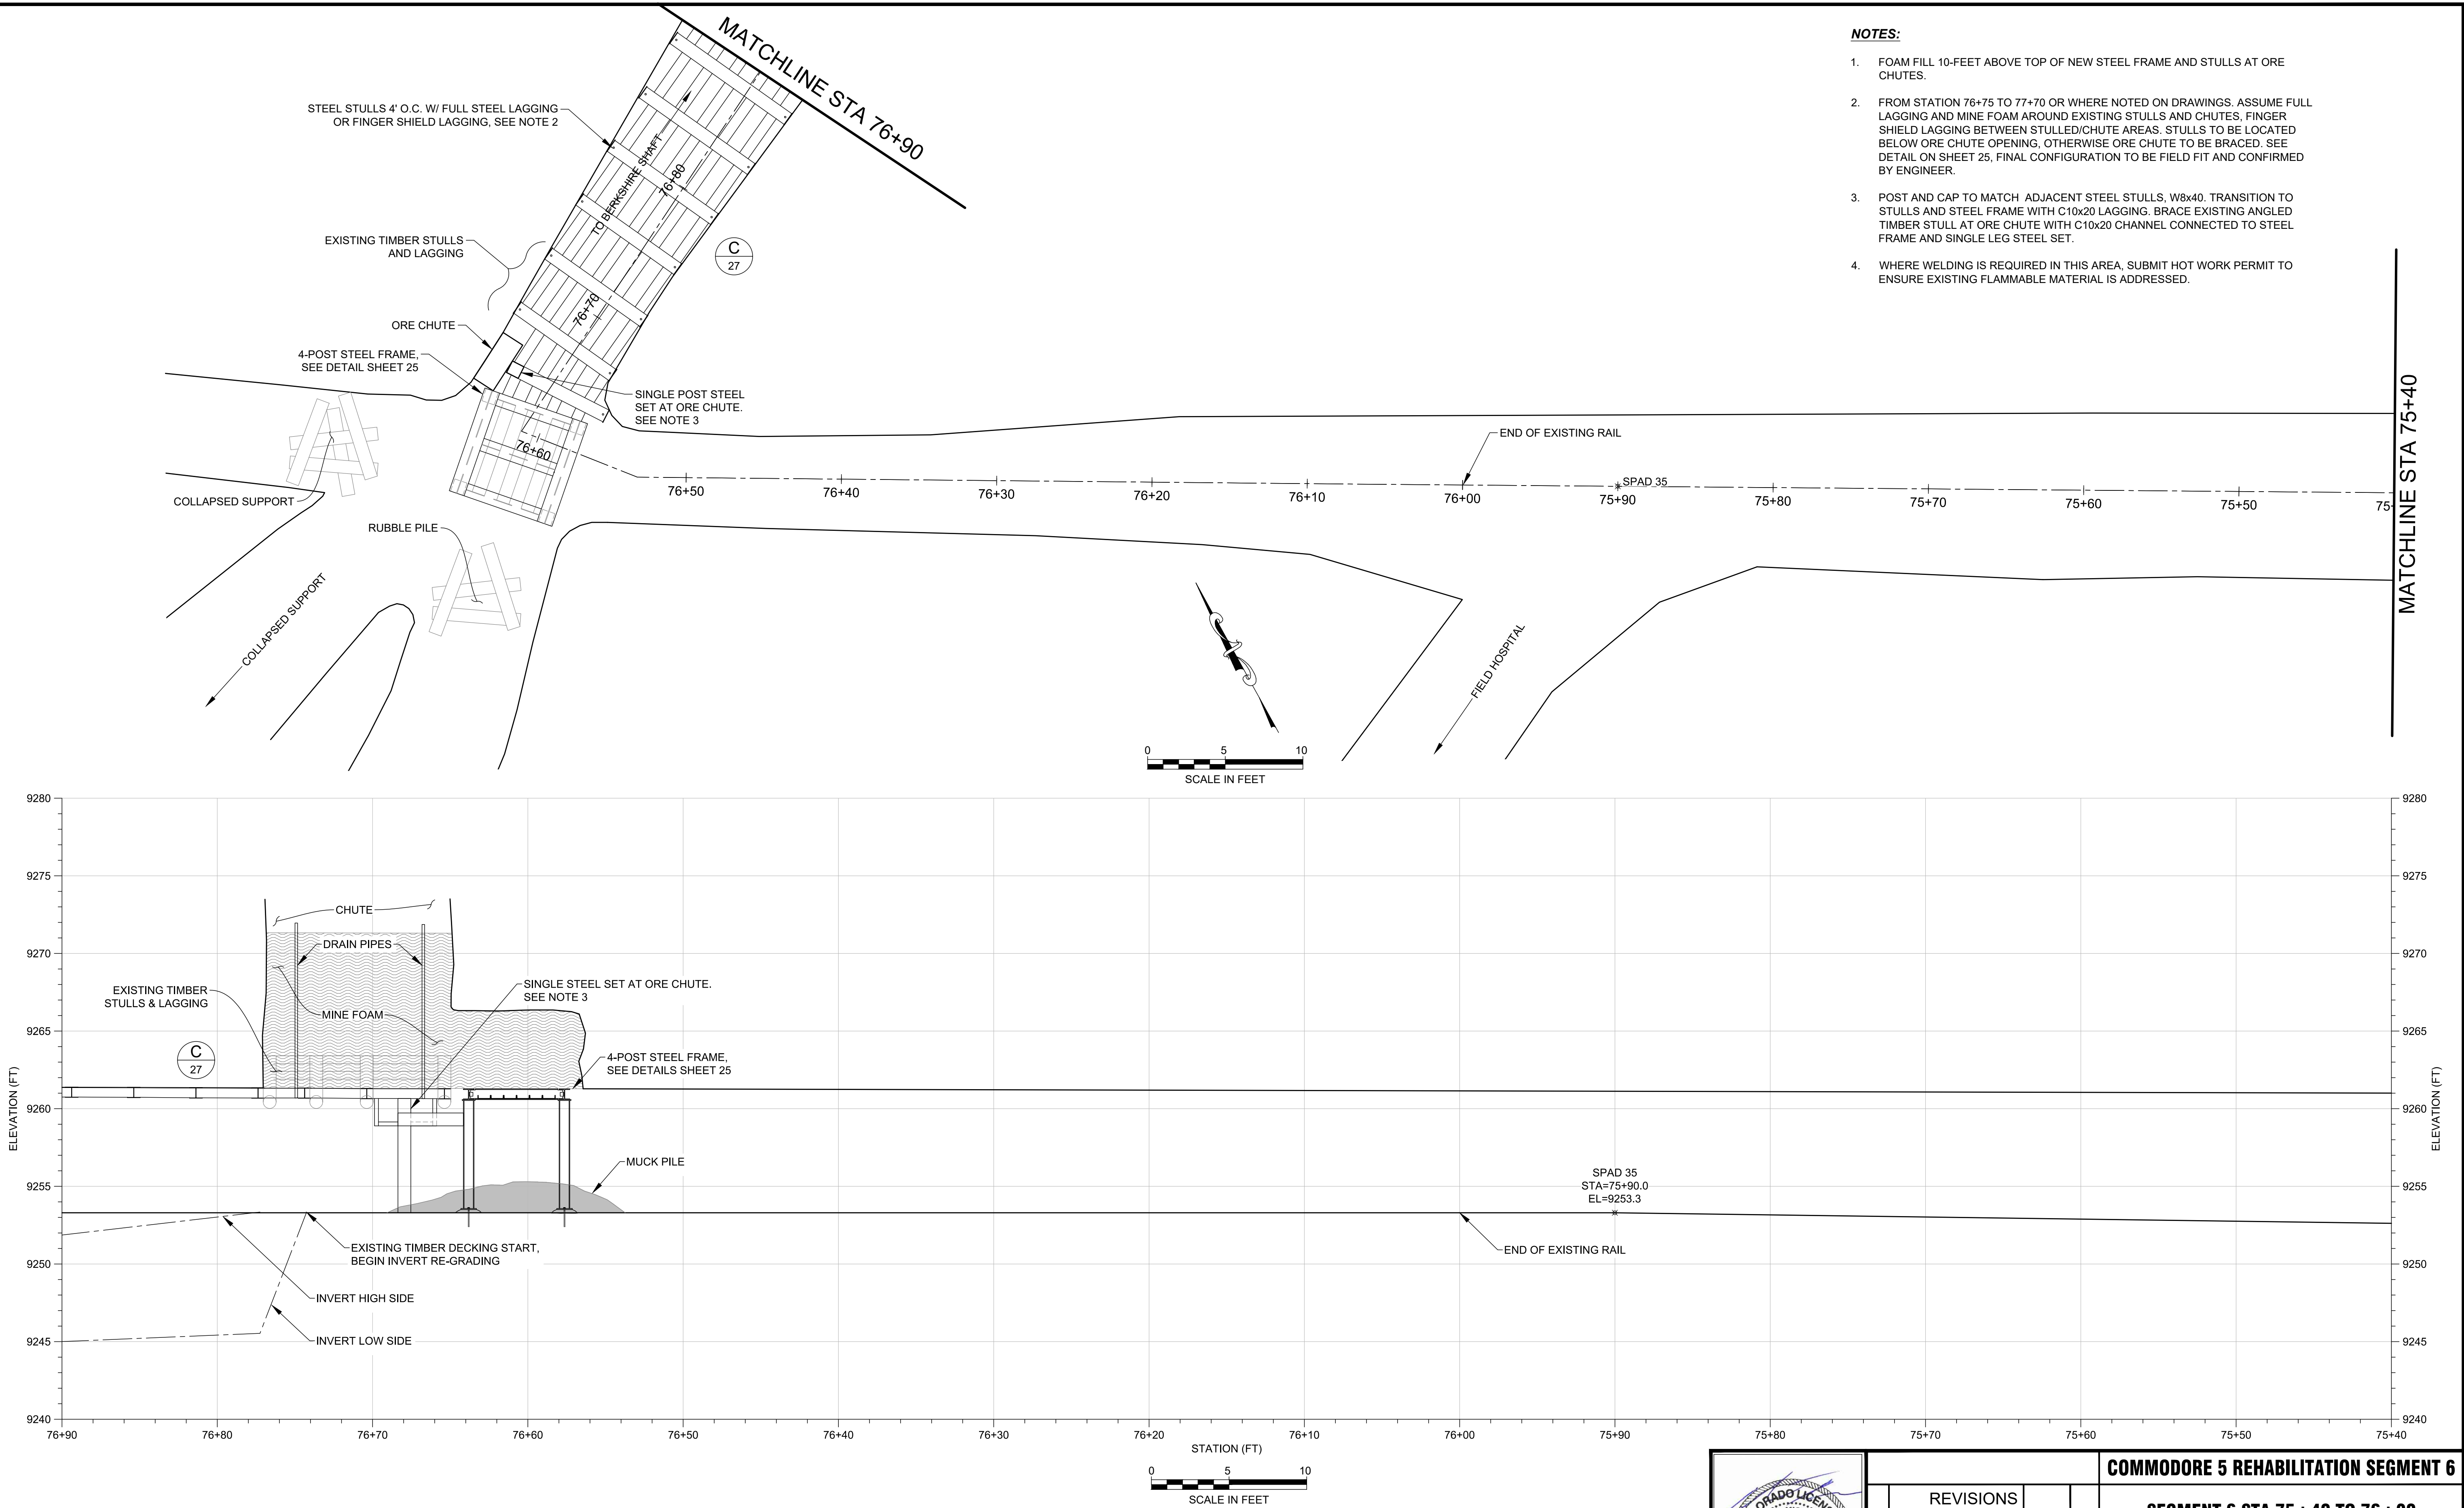 MATCHLINE STA 76+90
STEEL STULLS 4' O.C. W/ FULL STEEL LAGGING
OR FINGER SHIELD LAGGING, SEE NOTE 2
TO BERKSHIRE SHAFT
76+80
EXISTING TIMBER STULLS
AND LAGGING
C
27
76+70
ORE CHUTE
4-POST STEEL FRAME,
SEE DETAIL SHEET 25
SINGLE POST STEEL
SET AT ORE CHUTE.
SEE NOTE 3
76+60
COLLAPSED SUPPORT
RUBBLE PILE
COLLAPSED SUPPORT
END OF EXISTING RAIL
SPAD 35
76+50
76+40
76+30
76+20
76+10
76+00
75+90
75+80
75+70
75+60
75+50
75+
MATCHLINE STA 75+40
FIELD HOSPITAL
0 5 10
SCALE IN FEET
NOTES:
1. FOAM FILL 10-FEET ABOVE TOP OF NEW STEEL FRAME AND STULLS AT ORE
CHUTES.
2. FROM STATION 76+75 TO 77+70 OR WHERE NOTED ON DRAWINGS. ASSUME FULL
LAGGING AND MINE FOAM AROUND EXISTING STULLS AND CHUTES, FINGER
SHIELD LAGGING BETWEEN STULLED/CHUTE AREAS. STULLS TO BE LOCATED
BELOW ORE CHUTE OPENING, OTHERWISE ORE CHUTE TO BE BRACED. SEE
DETAIL ON SHEET 25, FINAL CONFIGURATION TO BE FIELD FIT AND CONFIRMED
BY ENGINEER.
3. POST AND CAP TO MATCH ADJACENT STEEL STULLS, W8x40. TRANSITION TO
STULLS AND STEEL FRAME WITH C10x20 LAGGING. BRACE EXISTING ANGLED
TIMBER STULL AT ORE CHUTE WITH C10x20 CHANNEL CONNECTED TO STEEL
FRAME AND SINGLE LEG STEEL SET.
4. WHERE WELDING IS REQUIRED IN THIS AREA, SUBMIT HOT WORK PERMIT TO
ENSURE EXISTING FLAMMABLE MATERIAL IS ADDRESSED.
9280
9275
9270
9265
9260
9255
9250
9245
9240
ELEVATION (FT)
CHUTE
DRAIN PIPES
EXISTING TIMBER
STULLS & LAGGING
MINE FOAM
SINGLE STEEL SET AT ORE CHUTE.
SEE NOTE 3
C
27
4-POST STEEL FRAME,
SEE DETAILS SHEET 25
MUCK PILE
EXISTING TIMBER DECKING START,
BEGIN INVERT RE-GRADING
INVERT HIGH SIDE
INVERT LOW SIDE
SPAD 35
STA=75+90.0
EL=9253.3
END OF EXISTING RAIL
9280
9275
9270
9265
9260
9255
9250
9245
9240
ELEVATION (FT)
76+90 76+80 76+70 76+60 76+50 76+40 76+30 76+20 76+10 76+00 75+90 75+80 75+70 75+60 75+50 75+40
STATION (FT)
0 5 10
SCALE IN FEET
COMMODORE 5 REHABILITATION SEGMENT 6
REVISIONS